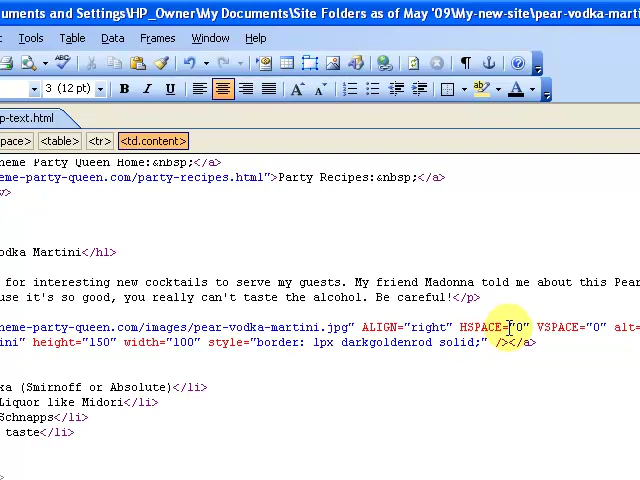 uments and Settings\HP_Owner\My Documents\Site Folders as of May '09\My-new-site\pear-vodka-marti
Tools Table Data Frames Window Help
3 (12 pt) B I U A A ab A
p-text.html
pace> <table> <tr> <td.content>
heme Party Queen Home:&nbsp;</a>
eme-party-queen.com/party-recipes.html">Party Recipes:&nbsp;</a>
v>
odka Martini</h1>
for interesting new cocktails to serve my guests. My friend Madonna told me about this Pear
use it's so good, you really can't taste the alcohol. Be careful!</p>
heme-party-queen.com/images/pear-vodka-martini.jpg" ALIGN="right" HSPACE="0" VSPACE="0" alt=
ini" height="150" width="100" style="border: 1px darkgoldenrod solid;" /></a>
ka (Smirnoff or Absolute)</li>
Liquor like Midori</li>
Schnapps</li>
taste</li>
>